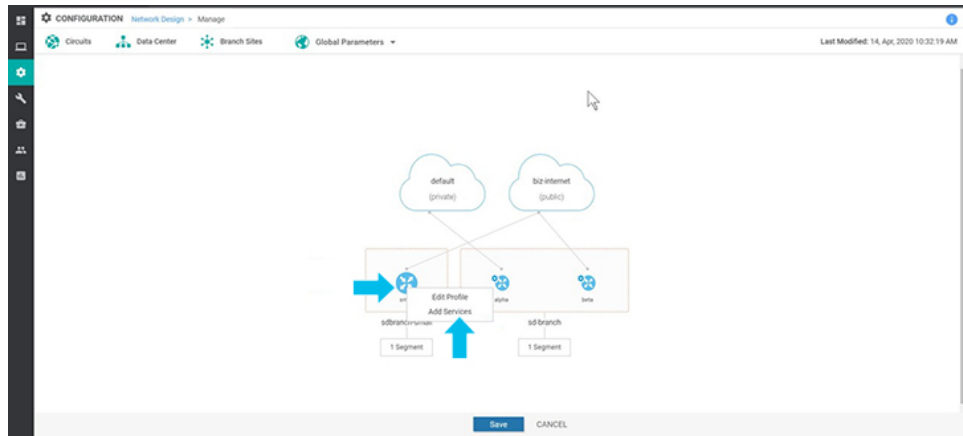 CONFIGURATION Network Design > Manage
Circuits Data Center Branch Sites Global Parameters Last Modified: 14, Apr, 2020 10:32:19 AM
default biz-internet
(private) (public)
Edit Profile
alpha beta
Add Services
sd-branch
1 Segment 1 Segment
Save CANCEL